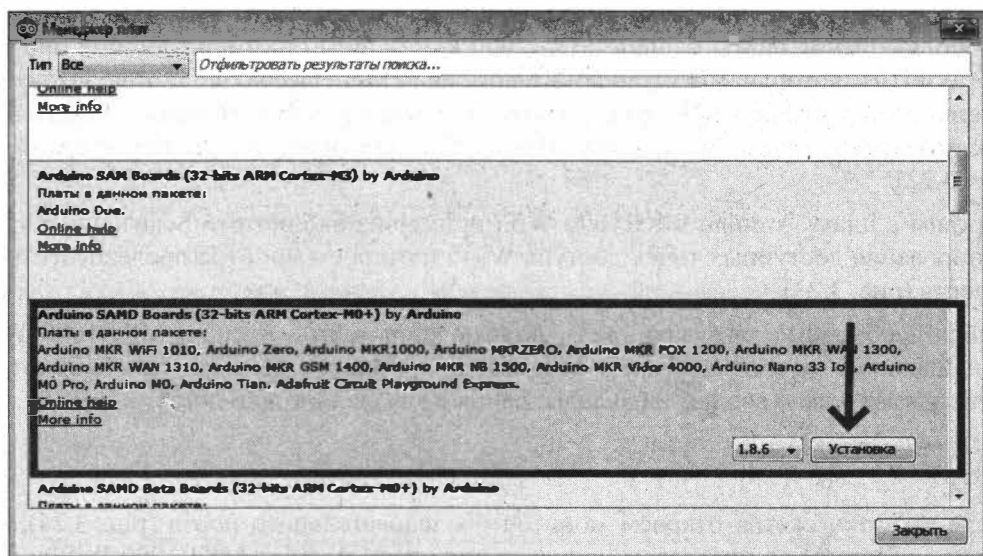 Менеджер плат
Тип Все Отфильтровать результаты поиска...
Online help
More info
Arduino SAM Boards (32-bits ARM Cortex-M3) by Arduino
Платы в данном пакете:
Arduino Due.
Online help
More info
Arduino SAMD Boards (32-bits ARM Cortex-M0+) by Arduino
Платы в данном пакете:
Arduino MKR WiFi 1010, Arduino Zero, Arduino MKR1000, Arduino MKRZERO, Arduino MKR FOX 1200, Arduino MKR WAN 1300,
Arduino MKR WAN 1310, Arduino MKR GSM 1400, Arduino MKR NB 1500, Arduino MKR Vidor 4000, Arduino Nano 33 IoT, Arduino
M0 Pro, Arduino M0, Arduino Tian, Adafruit Circuit Playground Express.
Online help
More info
1.8.6 Установка
Arduino SAMD Beta Boards (32-bits ARM Cortex-M0+) by Arduino
Платы в данном пакете:
Закрыть